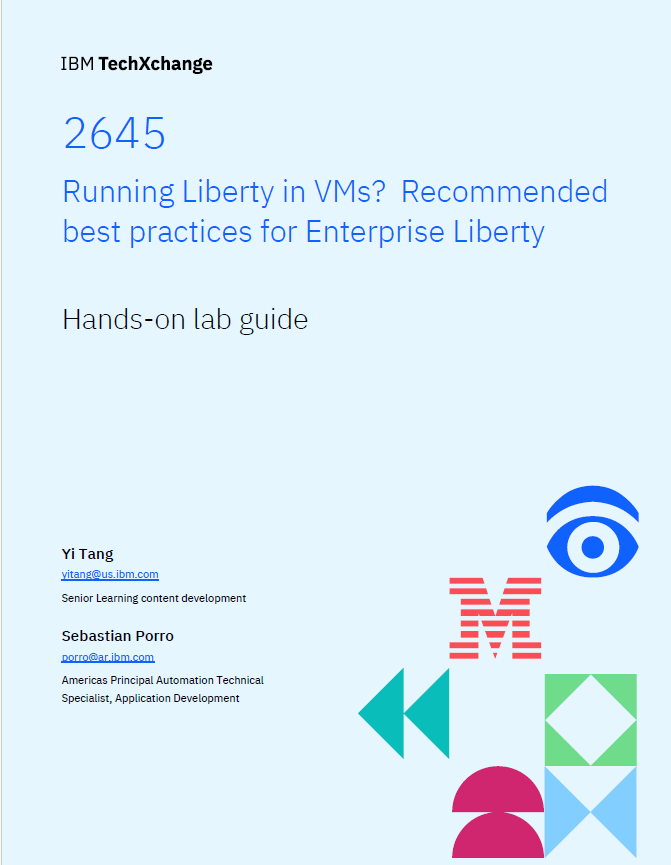 IBM TechXchange
2645
Running Liberty in VMs?  Recommended
best practices for Enterprise Liberty
Hands-on lab guide
Yi Tang
yitang@us.ibm.com
Senior Learning content development
Sebastian Porro
porro@ar.ibm.com
Americas Principal Automation Technical
Specialist, Application Development
M